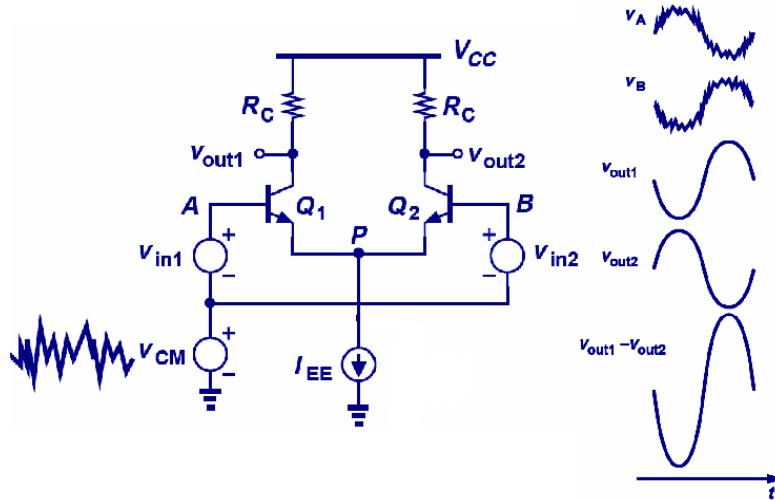 V_CC
R_C
R_C
v_out1
v_out2
A
Q_1
Q_2
B
P
v_in1
+
−
+
−
v_in2
v_CM
+
−
I_EE
v_A
v_B
v_out1
v_out2
v_out1 − v_out2
t